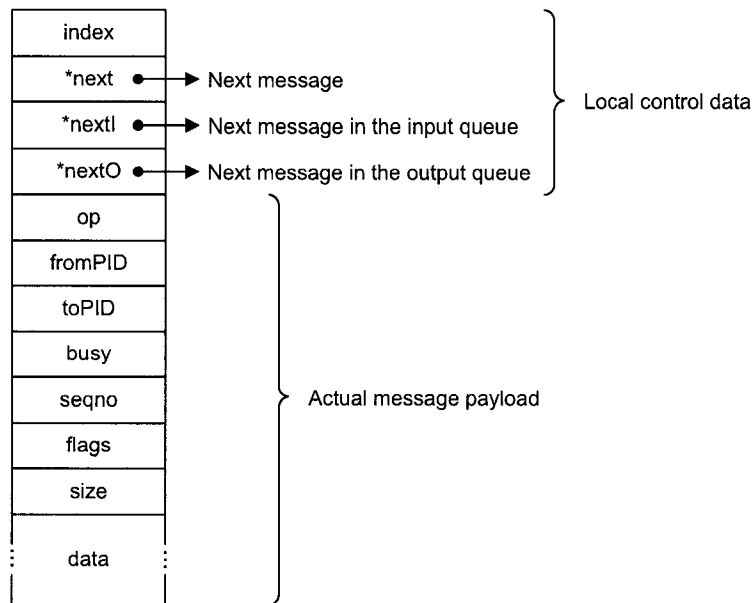 index
*next Next message
Local control data
*nextI Next message in the input queue
*nextO Next message in the output queue
op
fromPID
toPID
busy
seqno
Actual message payload
flags
size
data